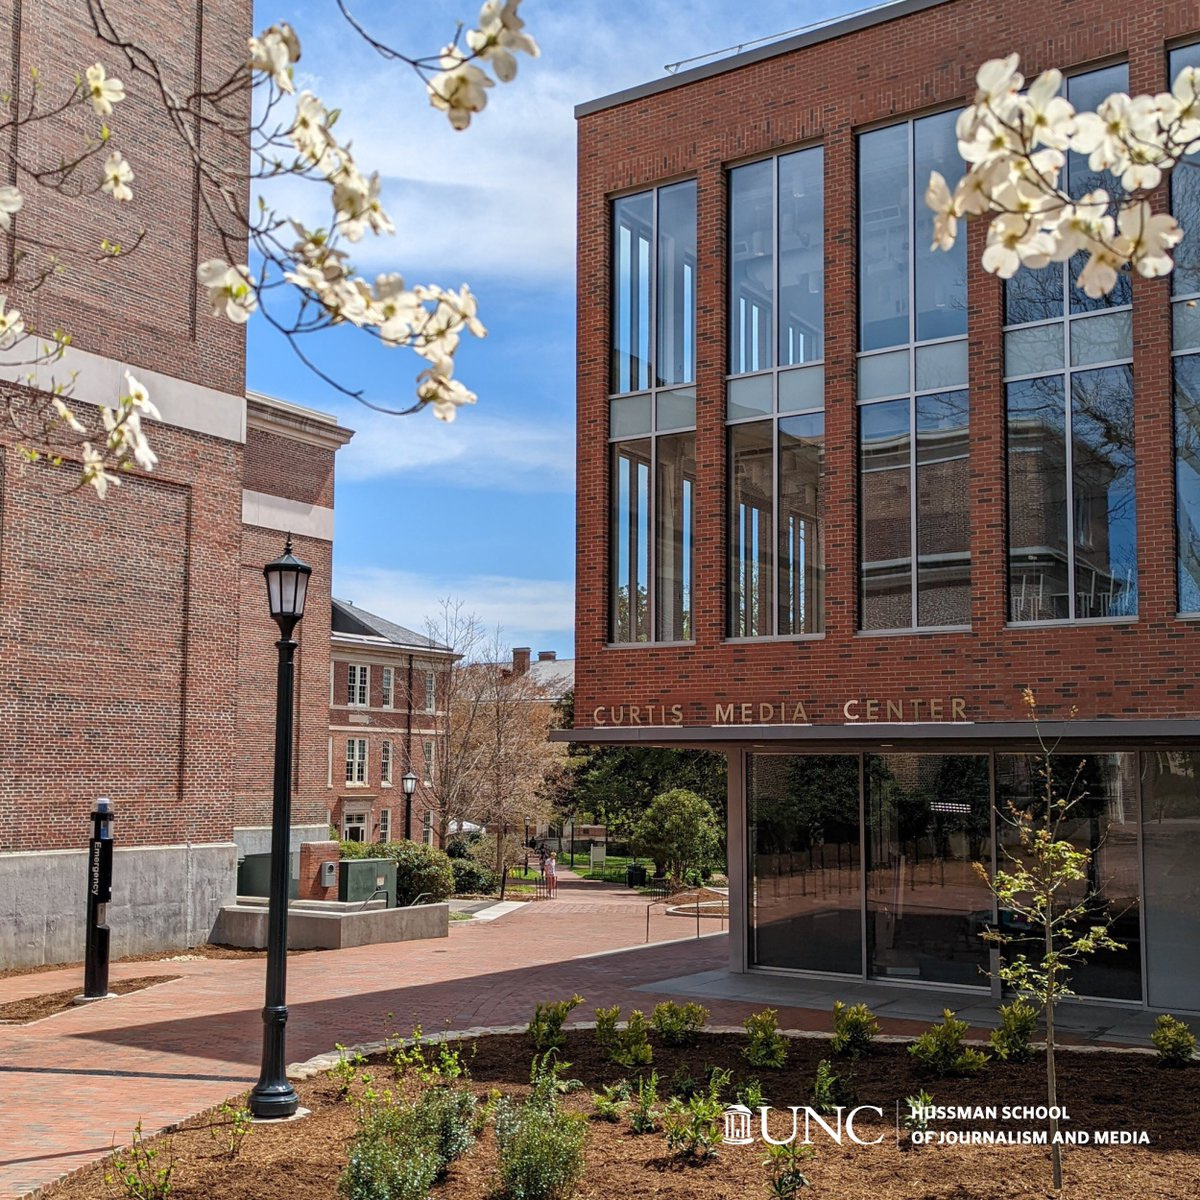 CURTIS MEDIA CENTER
Emergency
UNC HUSSMAN SCHOOL
OF JOURNALISM AND MEDIA